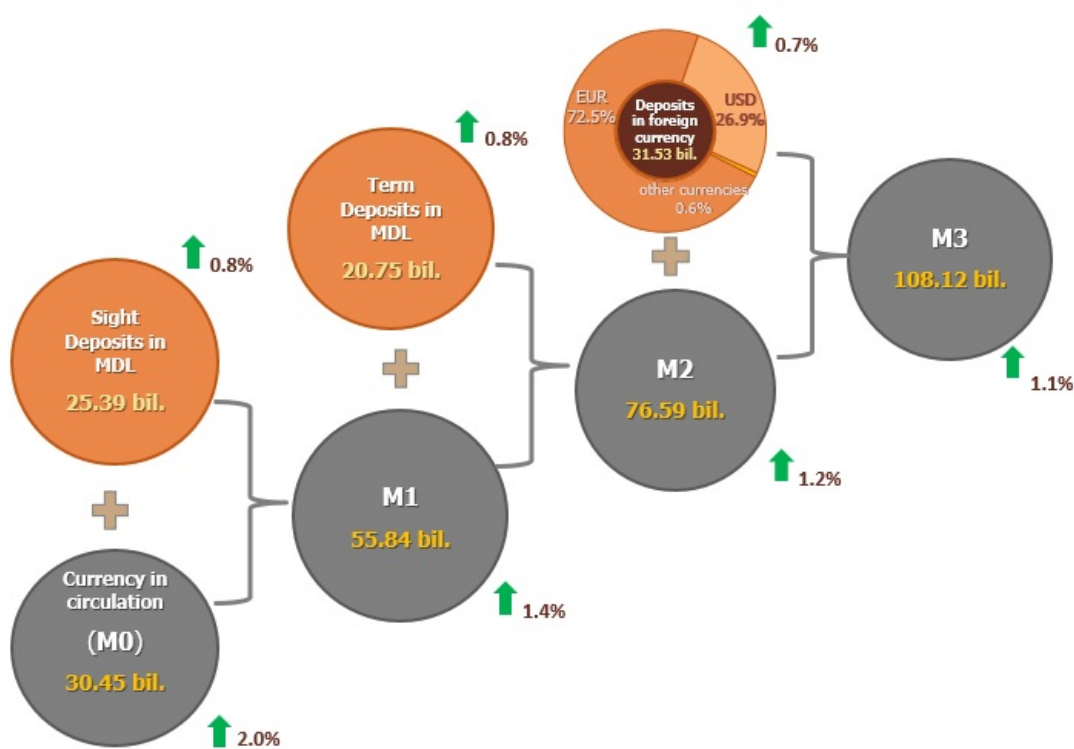 0.7%
EUR
72.5%
USD
26.9%
Deposits
in foreign
currency
31.53 bil.
other currencies
0.6%
0.8%
Term
Deposits in
MDL
20.75 bil.
M3
108.12 bil.
1.1%
0.8%
Sight
Deposits in
MDL
25.39 bil.
M2
76.59 bil.
1.2%
M1
55.84 bil.
1.4%
Currency in
circulation
(M0)
30.45 bil.
2.0%